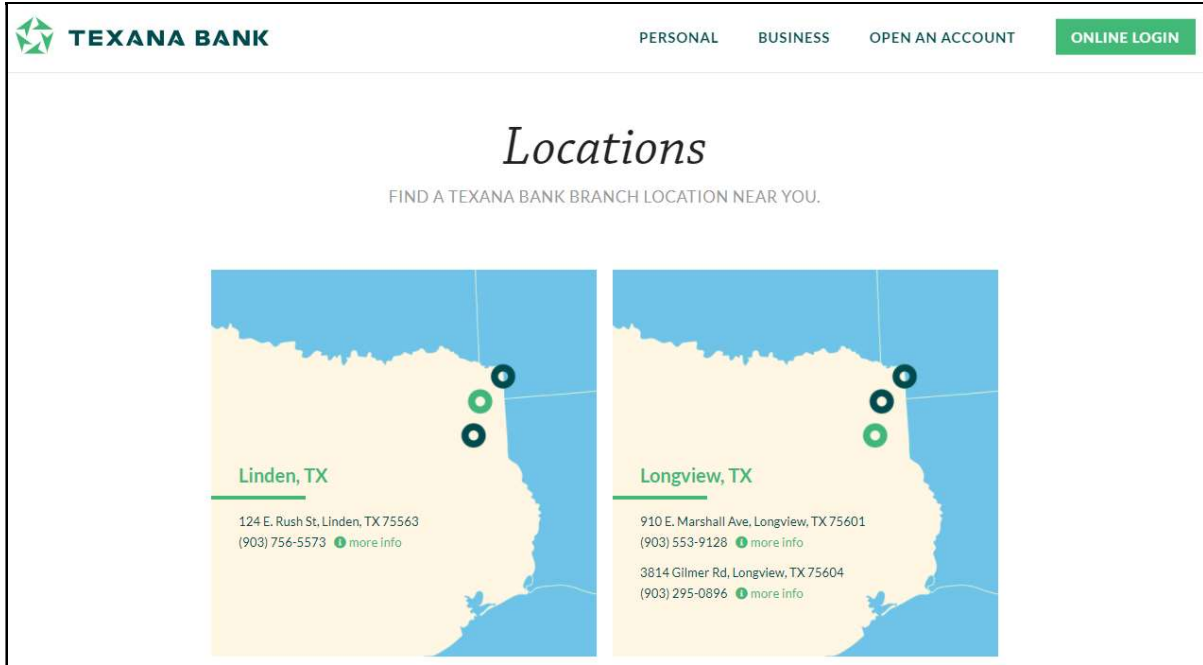 TEXANA BANK
PERSONAL BUSINESS OPEN AN ACCOUNT ONLINE LOGIN
Locations
FIND A TEXANA BANK BRANCH LOCATION NEAR YOU.
Linden, TX
124 E. Rush St, Linden, TX 75563
(903) 756-5573 i more info
Longview, TX
910 E. Marshall Ave, Longview, TX 75601
(903) 553-9128 i more info
3814 Gilmer Rd, Longview, TX 75604
(903) 295-0896 i more info